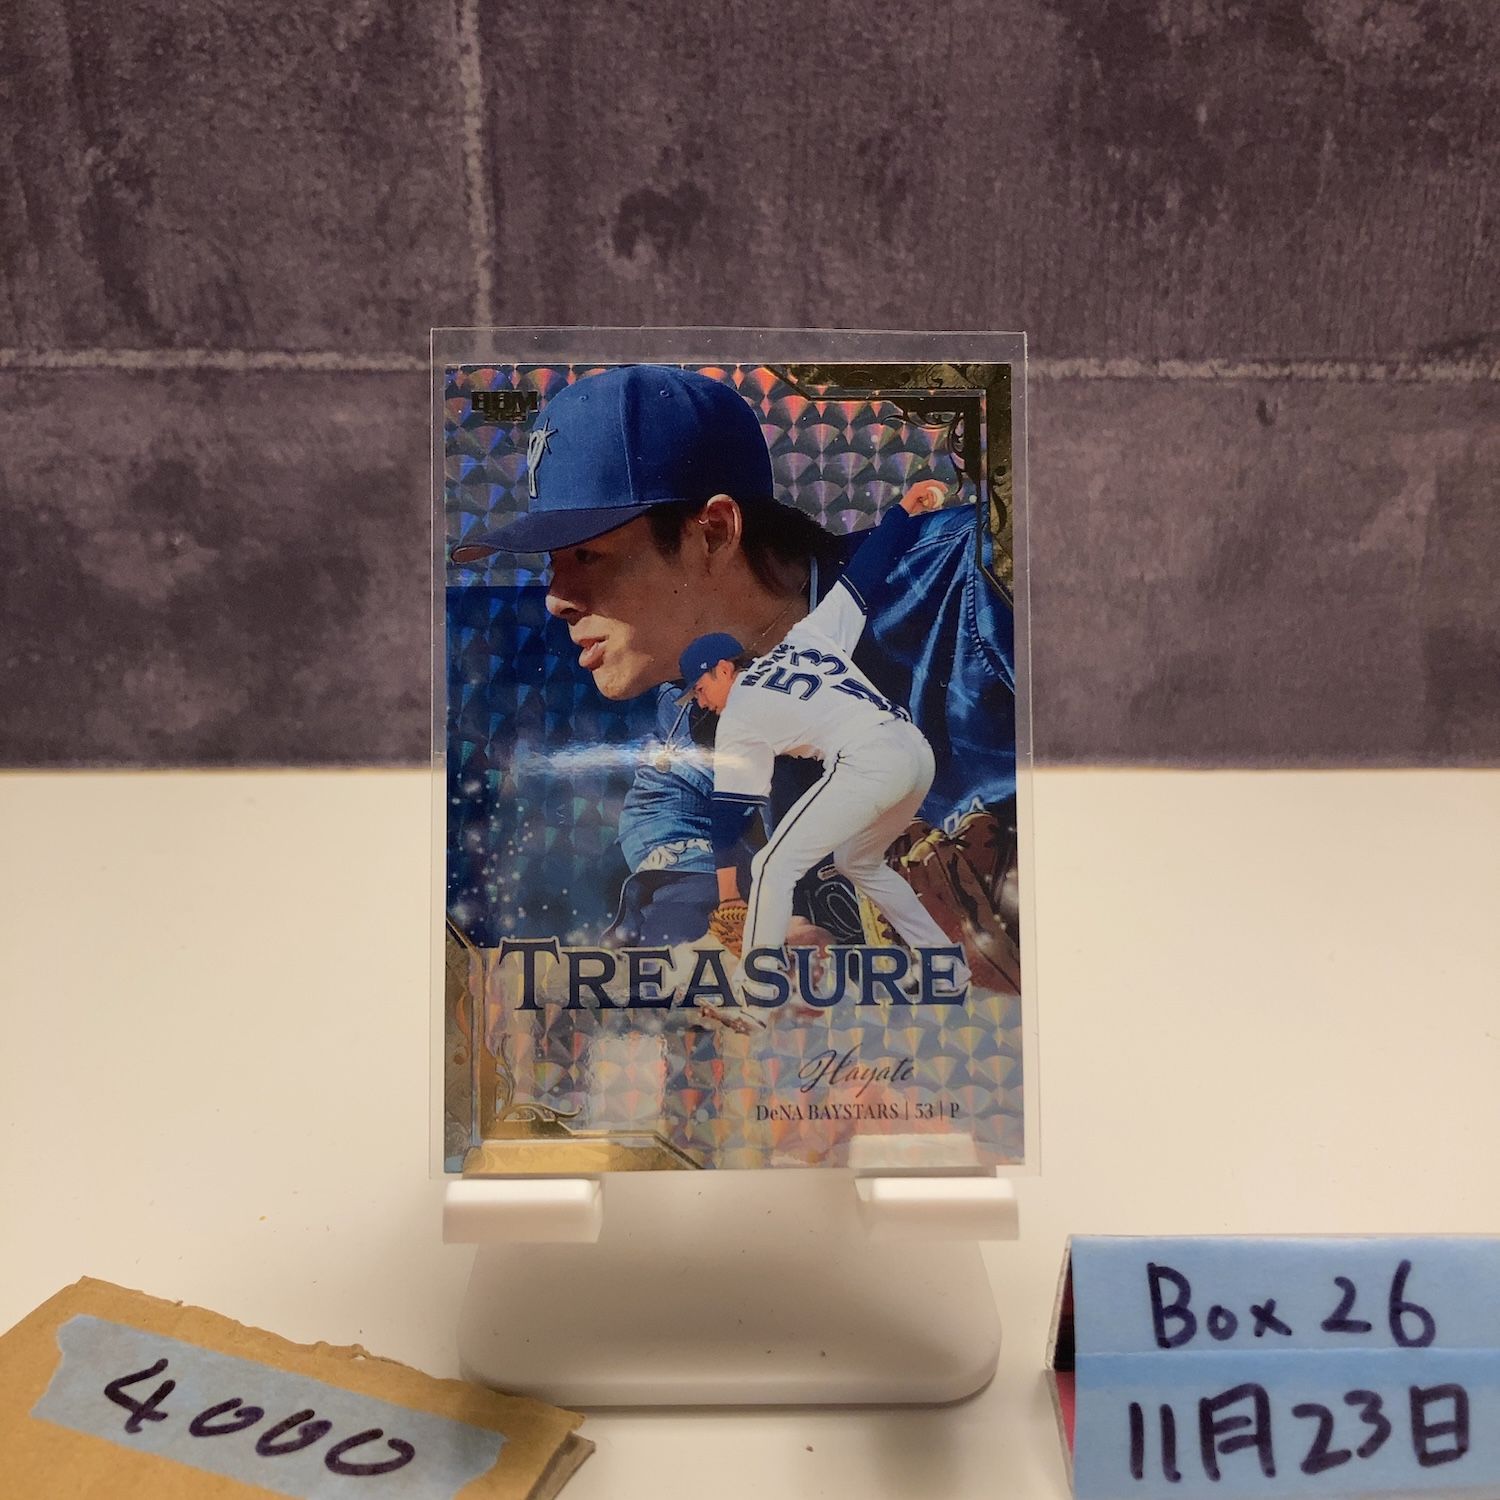 BBM
53
TREASURE
Hayate
DeNA BAYSTARS | 53 | P
4000
Box 26
11月23日